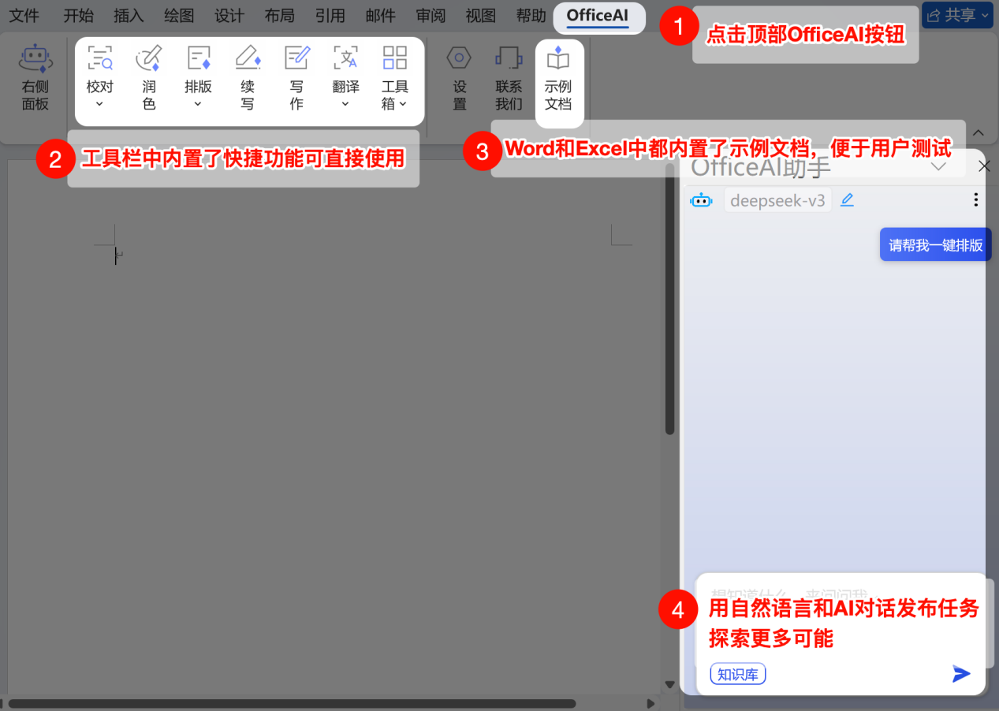 文件 开始 插入 绘图 设计 布局 引用 邮件 审阅 视图 帮助 OfficeAI 共享
1 点击顶部OfficeAI按钮
右侧面板 校对 润色 排版 续写 写作 翻译 工具箱 设置 联系我们 示例文档
2 工具栏中内置了快捷功能可直接使用
3 Word和Excel中都内置了示例文档，便于用户测试
OfficeAI助手
deepseek-v3
请帮我一键排版
想知道什么，来问问我
4 用自然语言和AI对话发布任务
探索更多可能
知识库